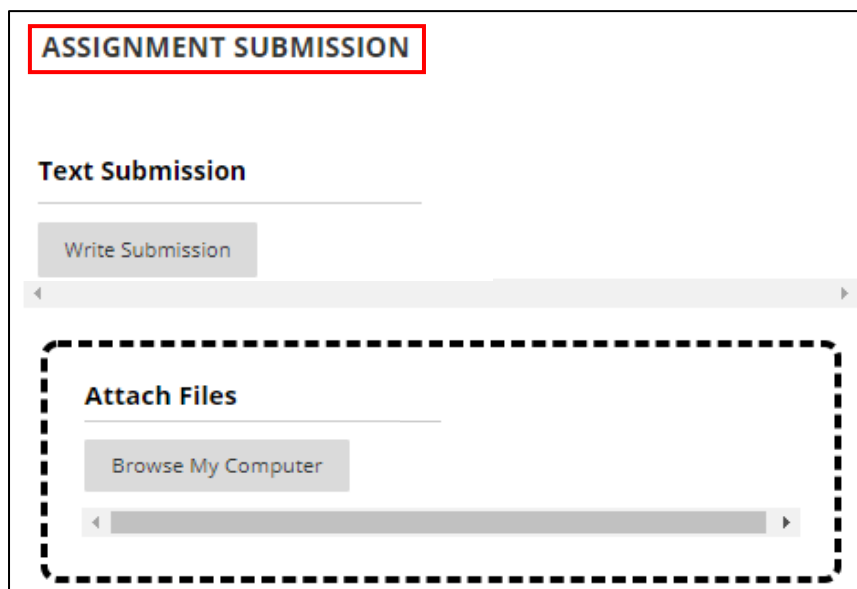 ASSIGNMENT SUBMISSION
Text Submission
Write Submission
Attach Files
Browse My Computer